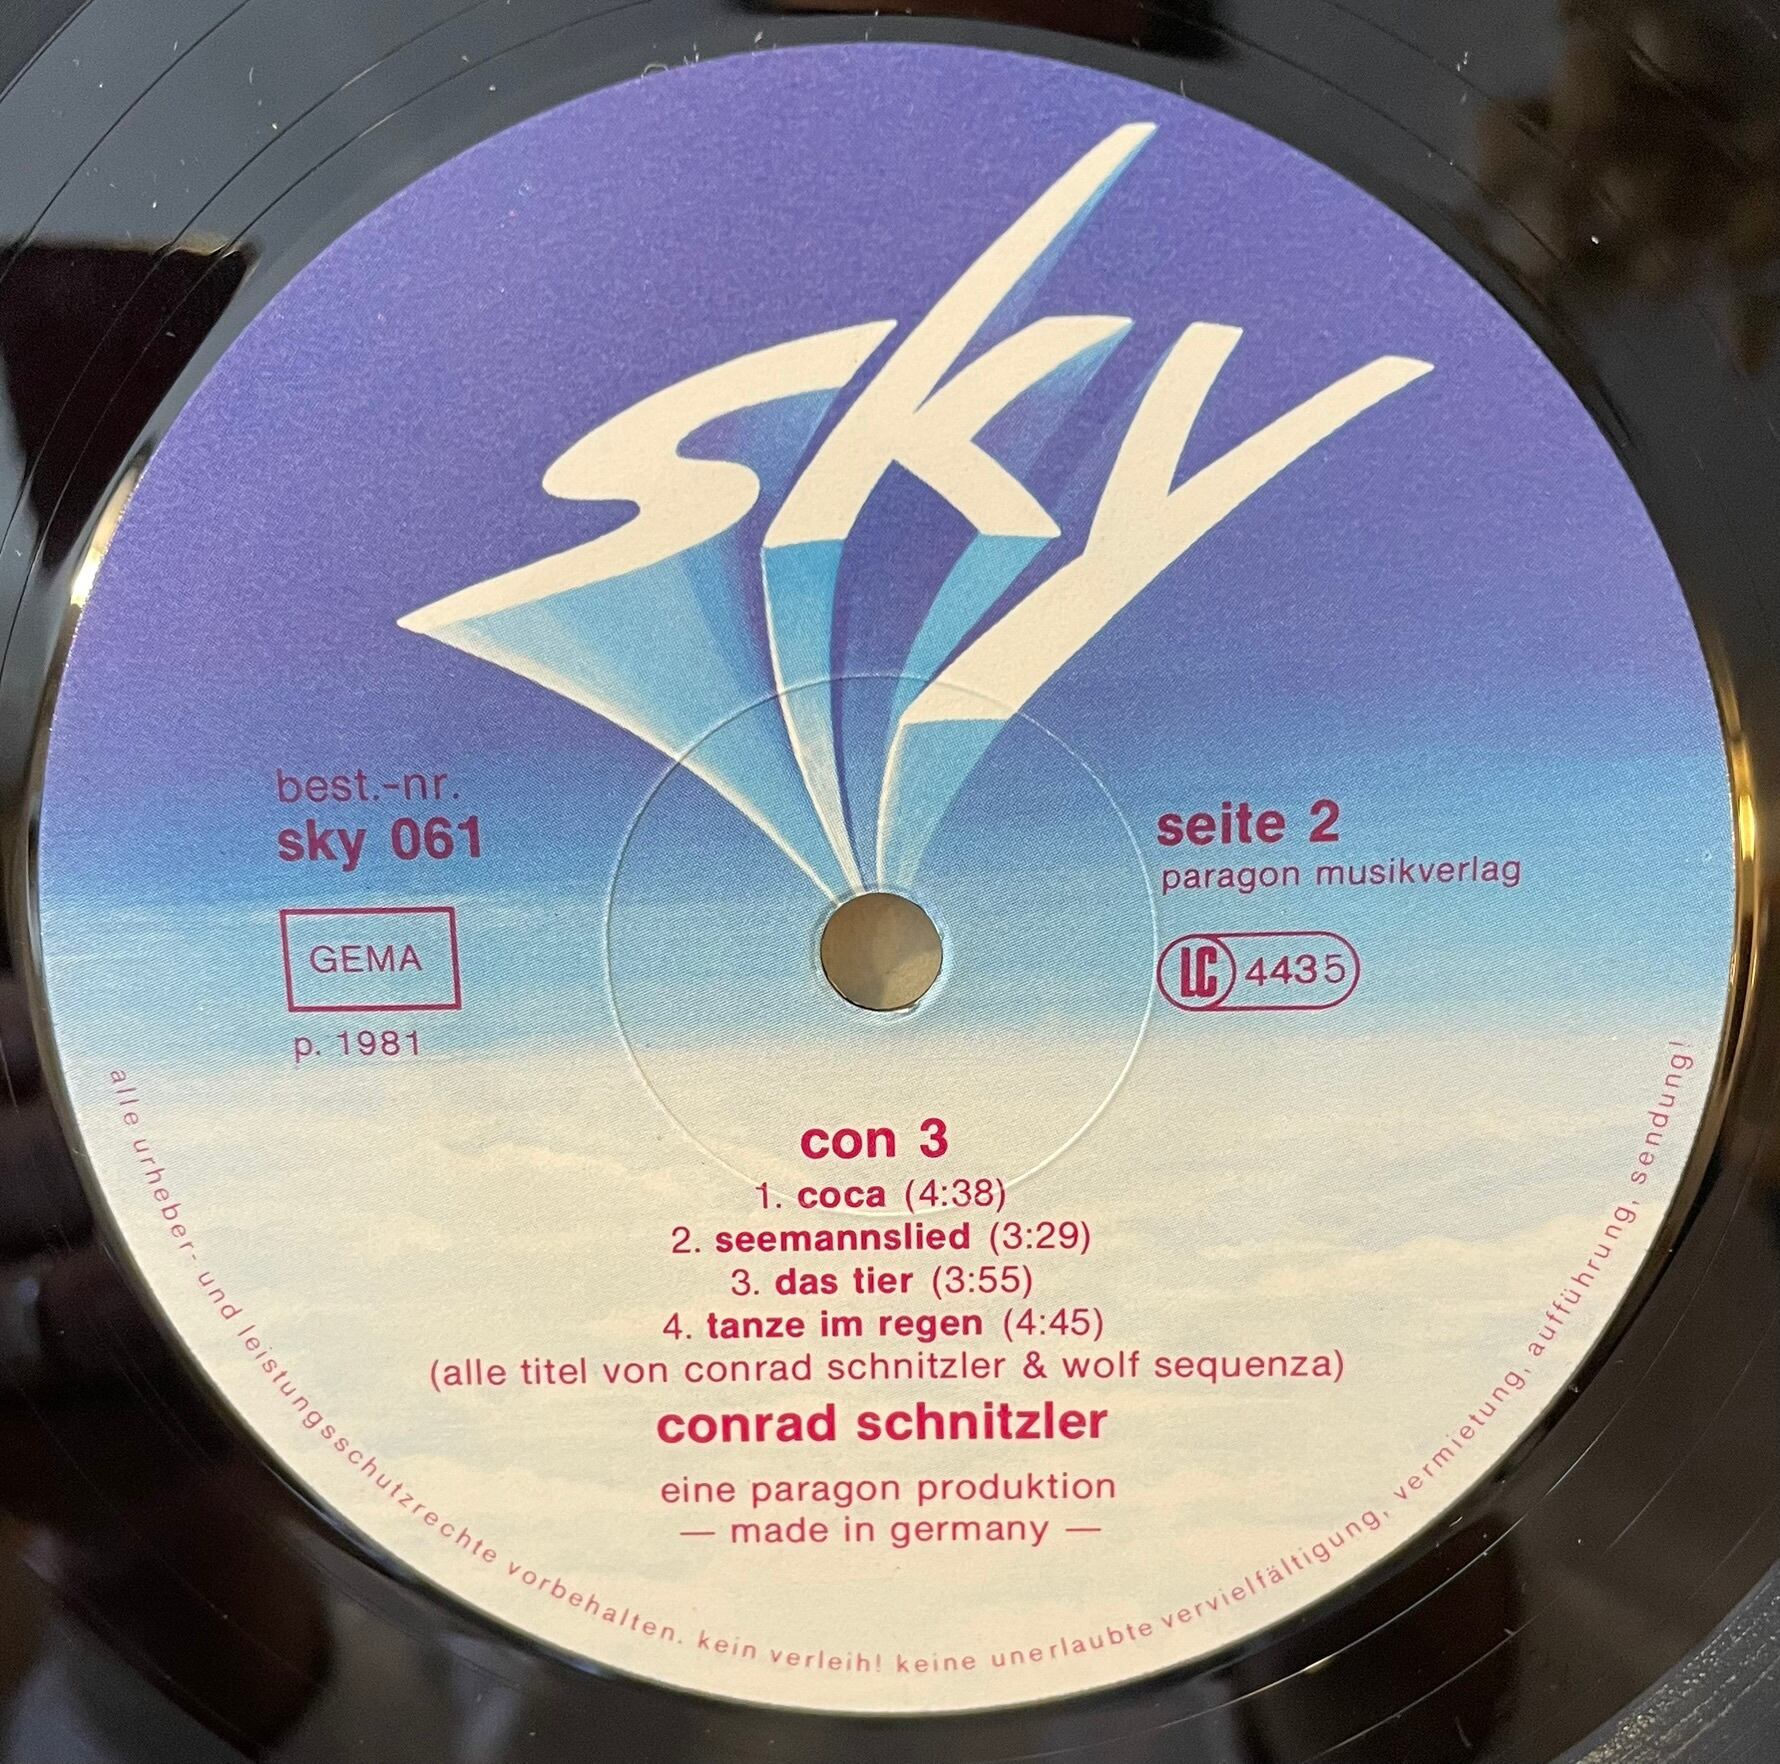 sky
best.-nr.
sky 061
GEMA
p. 1981
seite 2
paragon musikverlag
LC 4435
con 3
1. coca (4:38)
2. seemannslied (3:29)
3. das tier (3:55)
4. tanze im regen (4:45)
(alle titel von conrad schnitzler & wolf sequenza)
conrad schnitzler
eine paragon produktion
— made in germany —
alle urheber- und leistungsschutzrechte vorbehalten. kein verleih! keine unerlaubte vervielfältigung, vermietung, aufführung, sendung!